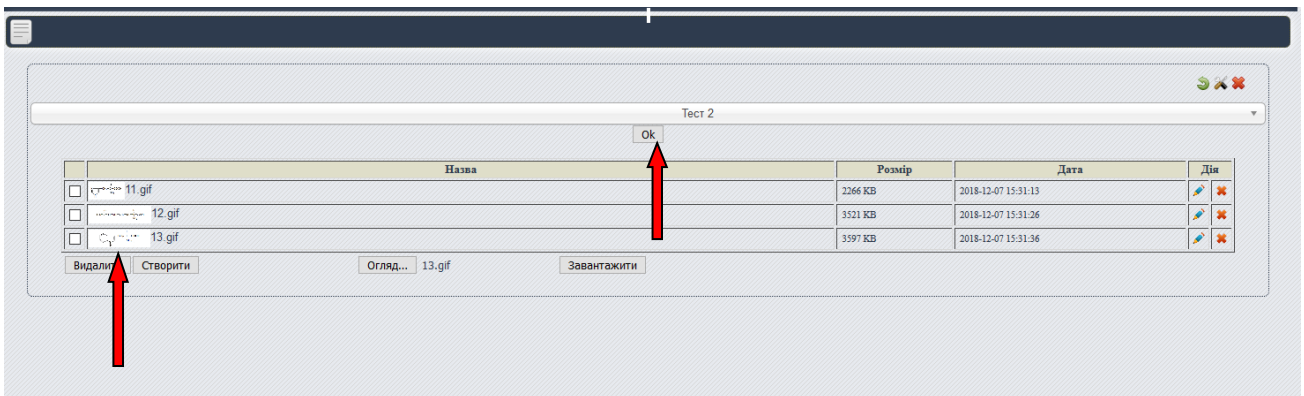 Тест 2
Ok
Назва Розмір Дата Дія
11.gif 2266 KB 2018-12-07 15:31:13
12.gif 3521 KB 2018-12-07 15:31:26
13.gif 3597 KB 2018-12-07 15:31:36
Створити Огляд... 13.gif Завантажити